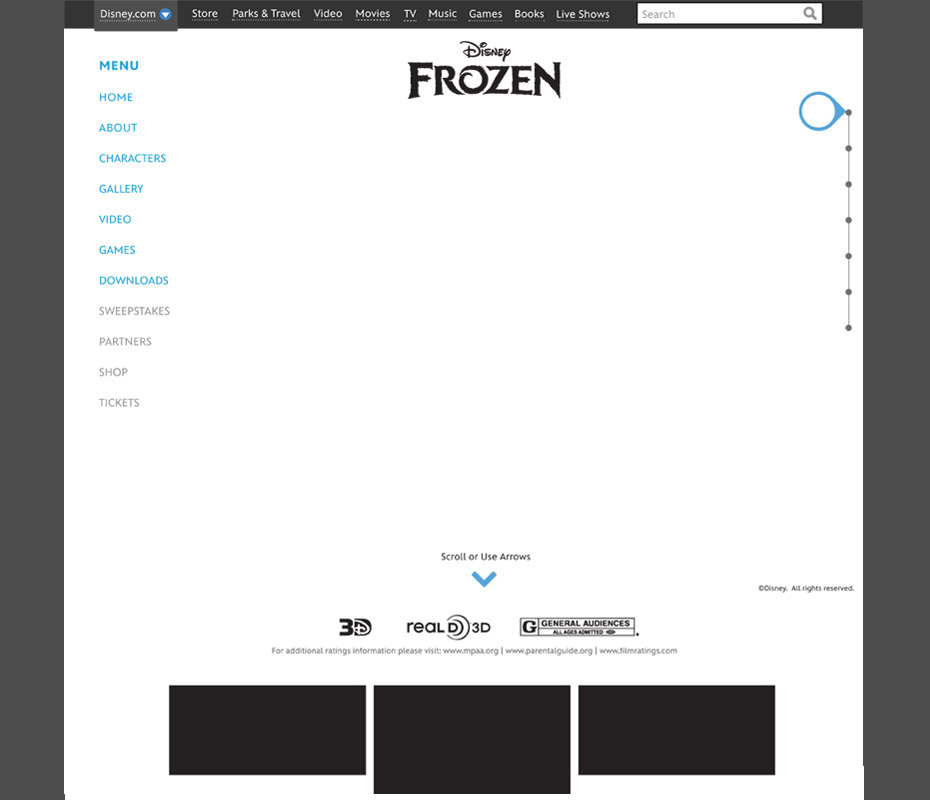 Disney.com Store Parks & Travel Video Movies TV Music Games Books Live Shows Search
Disney
FROZEN
MENU
HOME
ABOUT
CHARACTERS
GALLERY
VIDEO
GAMES
DOWNLOADS
SWEEPSTAKES
PARTNERS
SHOP
TICKETS
Scroll or Use Arrows
©Disney. All rights reserved.
3D REAL D 3D G GENERAL AUDIENCES
ALL AGES ADMITTED
For additional ratings information please visit: www.mpaa.org | www.parentalguide.org | www.filmratings.com